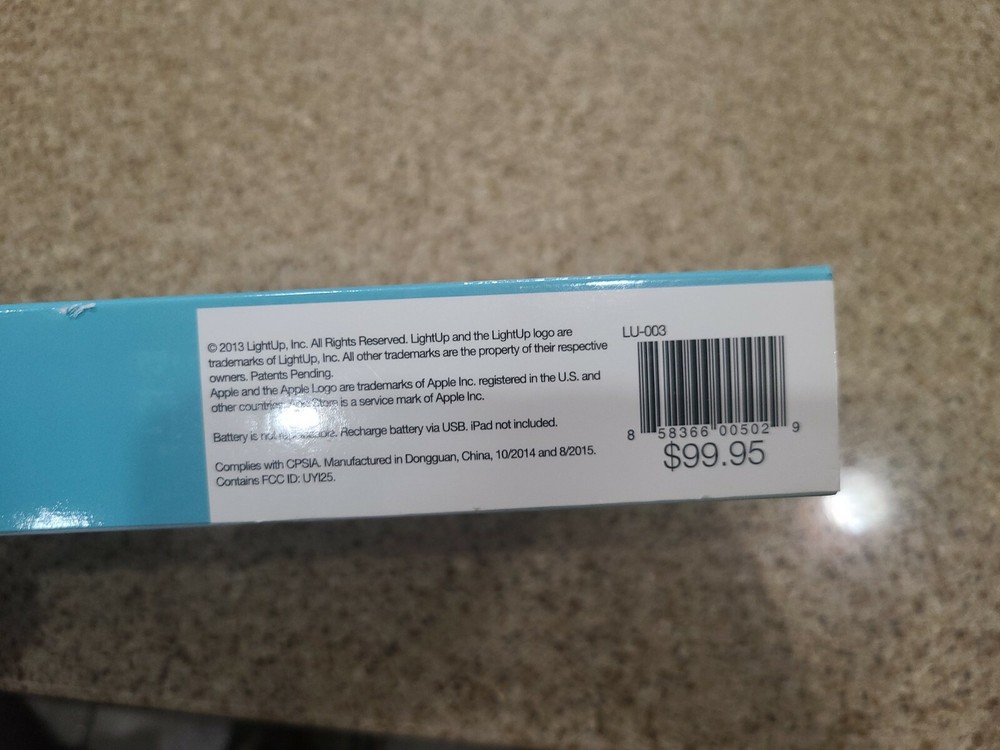 © 2013 LightUp, Inc. All Rights Reserved. LightUp and the LightUp logo are
trademarks of LightUp, Inc. All other trademarks are the property of their respective
owners. Patents Pending.
Apple and the Apple Logo are trademarks of Apple Inc. registered in the U.S. and
other Store is a service mark of Apple Inc.
Battery is Recharge battery via USB. iPad not included.
Complies with CPSIA. Manufactured in Dongguan, China, 10/2014 and 8/2015.
Contains FCC ID: UYI25.
LU-003
8 58366 00502 9
$99.95